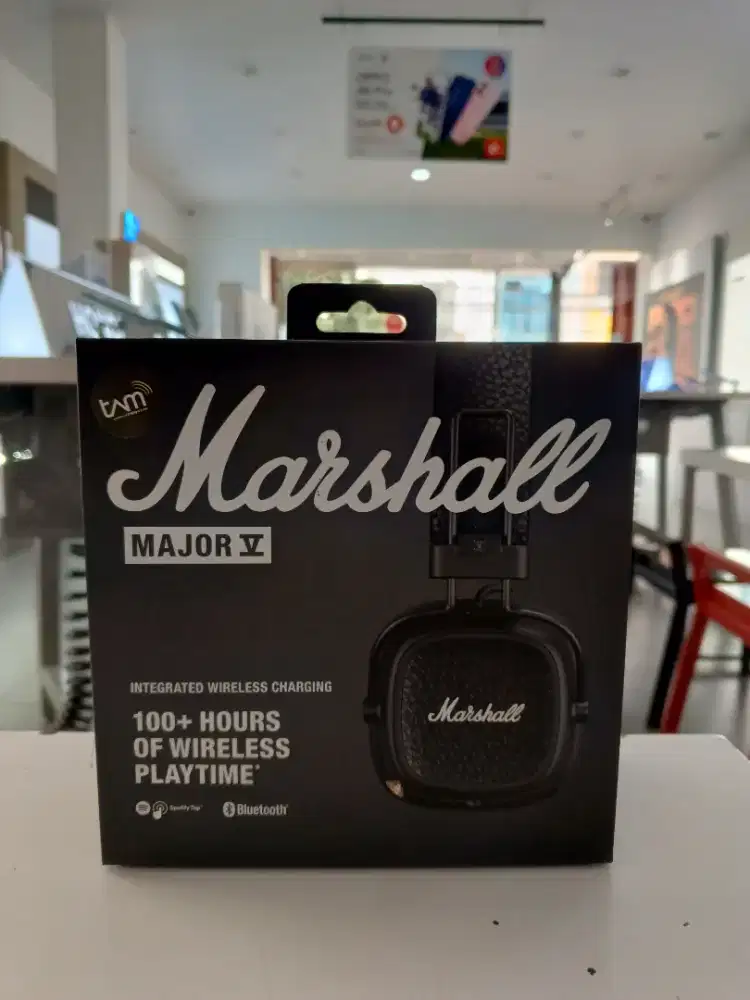 tam
Marshall
MAJOR V
INTEGRATED WIRELESS CHARGING
100+ HOURS
OF WIRELESS
PLAYTIME*
Spotify Tap
Bluetooth®
Marshall